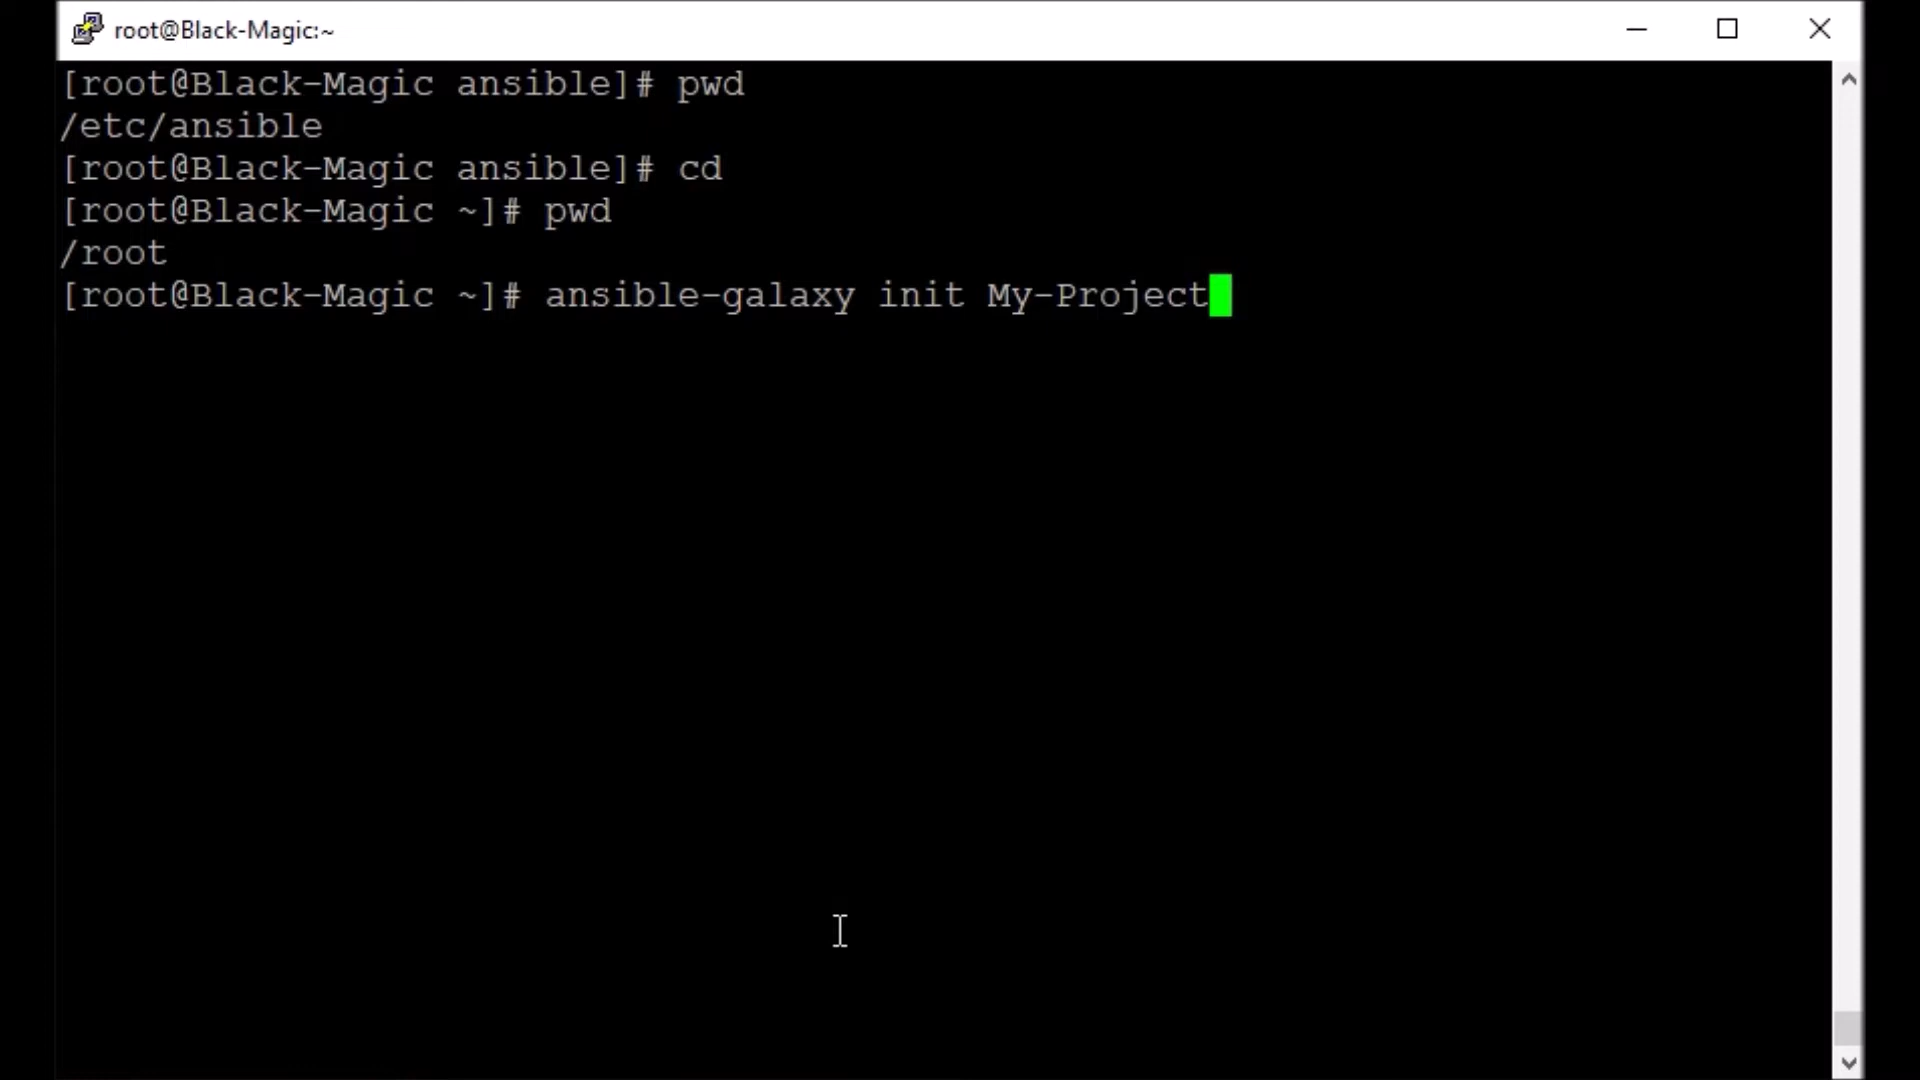 root@Black-Magic:~
[root@Black-Magic ansible]# pwd
/etc/ansible
[root@Black-Magic ansible]# cd
[root@Black-Magic ~]# pwd
/root
[root@Black-Magic ~]# ansible-galaxy init My-Project